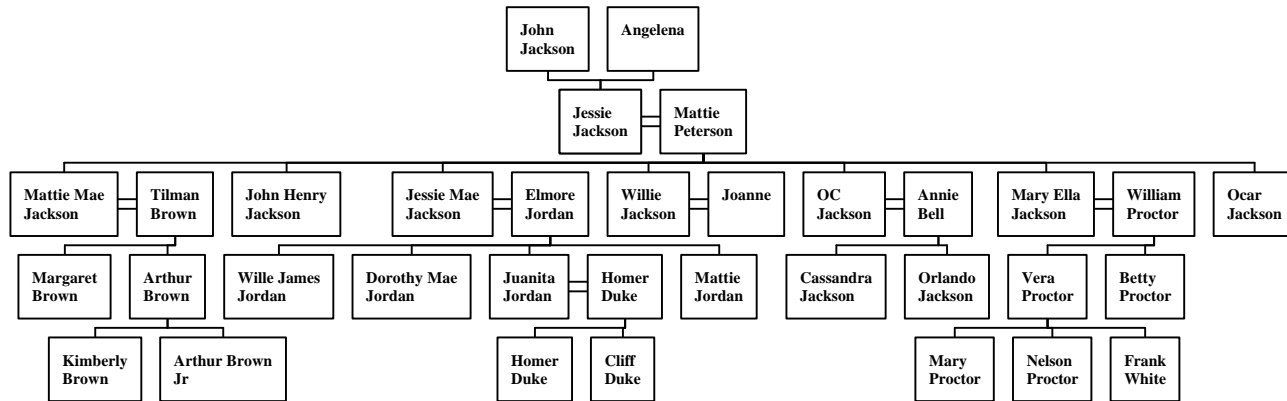 John
Jackson
Angelena
Jessie
Jackson
Mattie
Peterson
Mattie Mae
Jackson
Tilman
Brown
John Henry
Jackson
Jessie Mae
Jackson
Elmore
Jordan
Willie
Jackson
Joanne
OC
Jackson
Annie
Bell
Mary Ella
Jackson
William
Proctor
Ocar
Jackson
Margaret
Brown
Arthur
Brown
Wille James
Jordan
Dorothy Mae
Jordan
Juanita
Jordan
Homer
Duke
Mattie
Jordan
Cassandra
Jackson
Orlando
Jackson
Vera
Proctor
Betty
Proctor
Kimberly
Brown
Arthur Brown
Jr
Homer
Duke
Cliff
Duke
Mary
Proctor
Nelson
Proctor
Frank
White